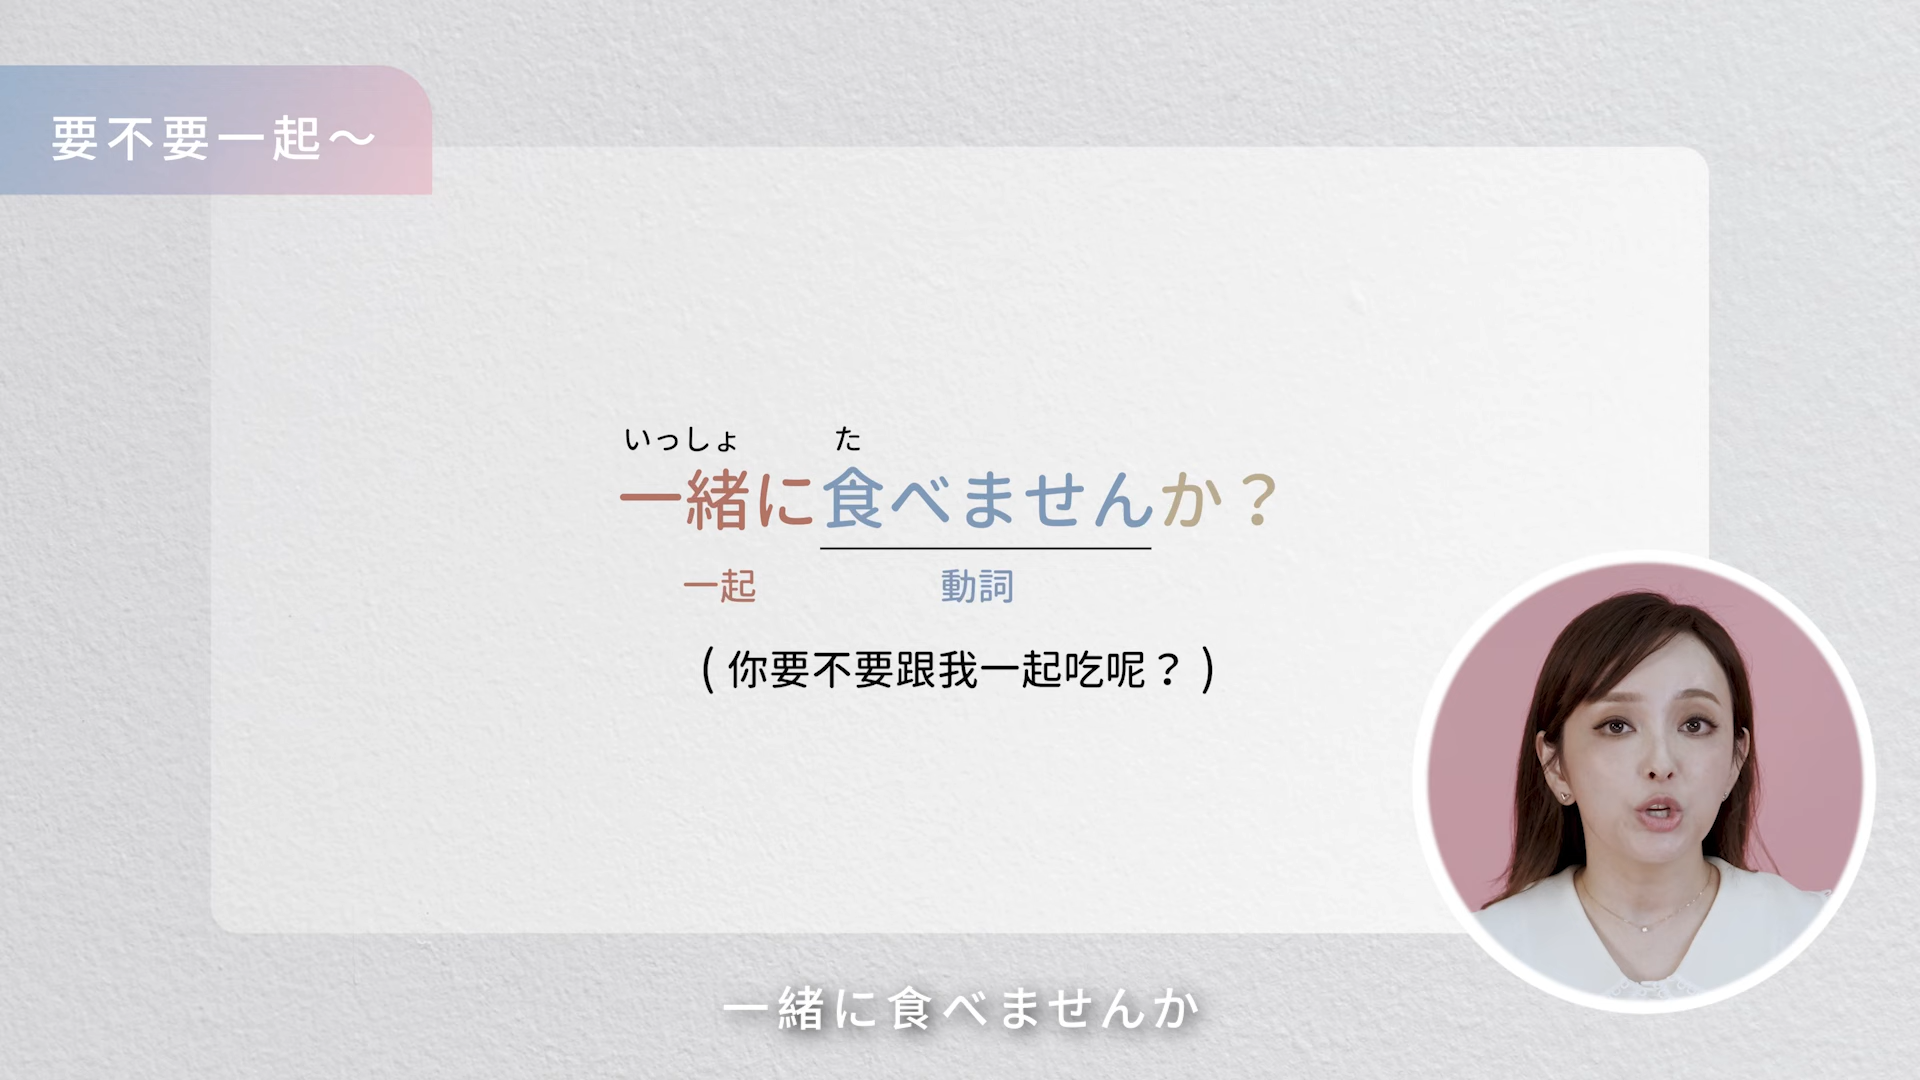 要不要一起～
いっしょ た
一緒に食べませんか？
一起 動詞
（你要不要跟我一起吃呢？）
一緒に食べませんか